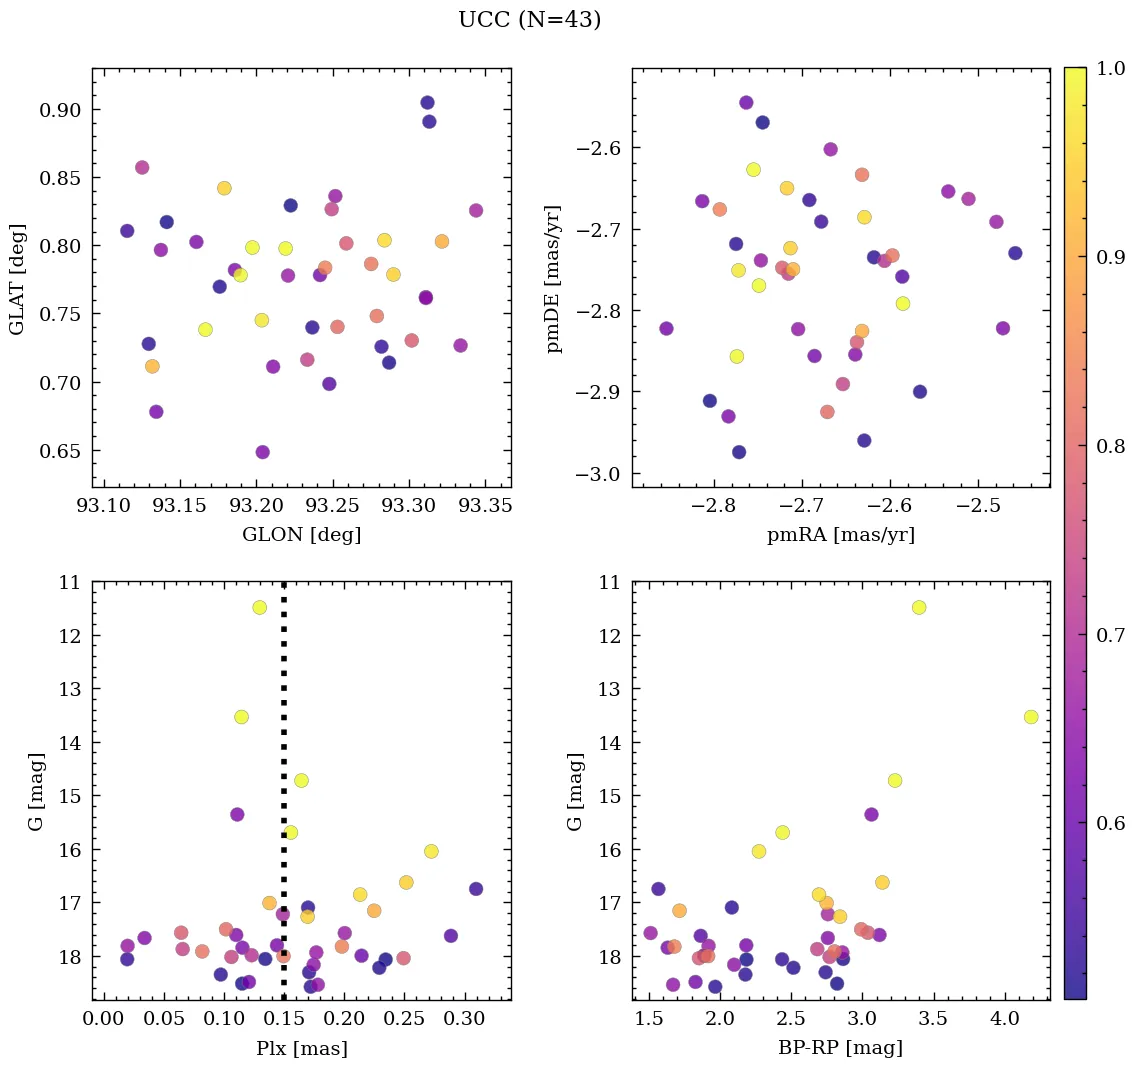 UCC (N=43)
0.90
0.85
0.80
0.75
0.70
0.65
GLAT [deg]
93.10 93.15 93.20 93.25 93.30 93.35
GLON [deg]
−2.6
−2.7
−2.8
−2.9
−3.0
pmDE [mas/yr]
−2.8 −2.7 −2.6 −2.5
pmRA [mas/yr]
1.0
0.9
0.8
0.7
0.6
11
12
13
14
15
16
17
18
G [mag]
0.00 0.05 0.10 0.15 0.20 0.25 0.30
Plx [mas]
11
12
13
14
15
16
17
18
G [mag]
1.5 2.0 2.5 3.0 3.5 4.0
BP-RP [mag]